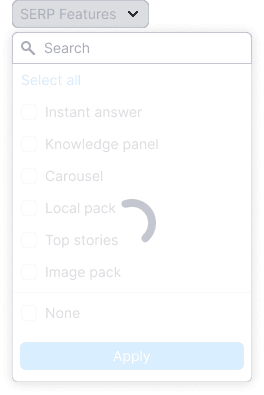 SERP Features
Search
Select all
Instant answer
Knowledge panel
Carousel
Local pack
Top stories
Image pack
None
Apply